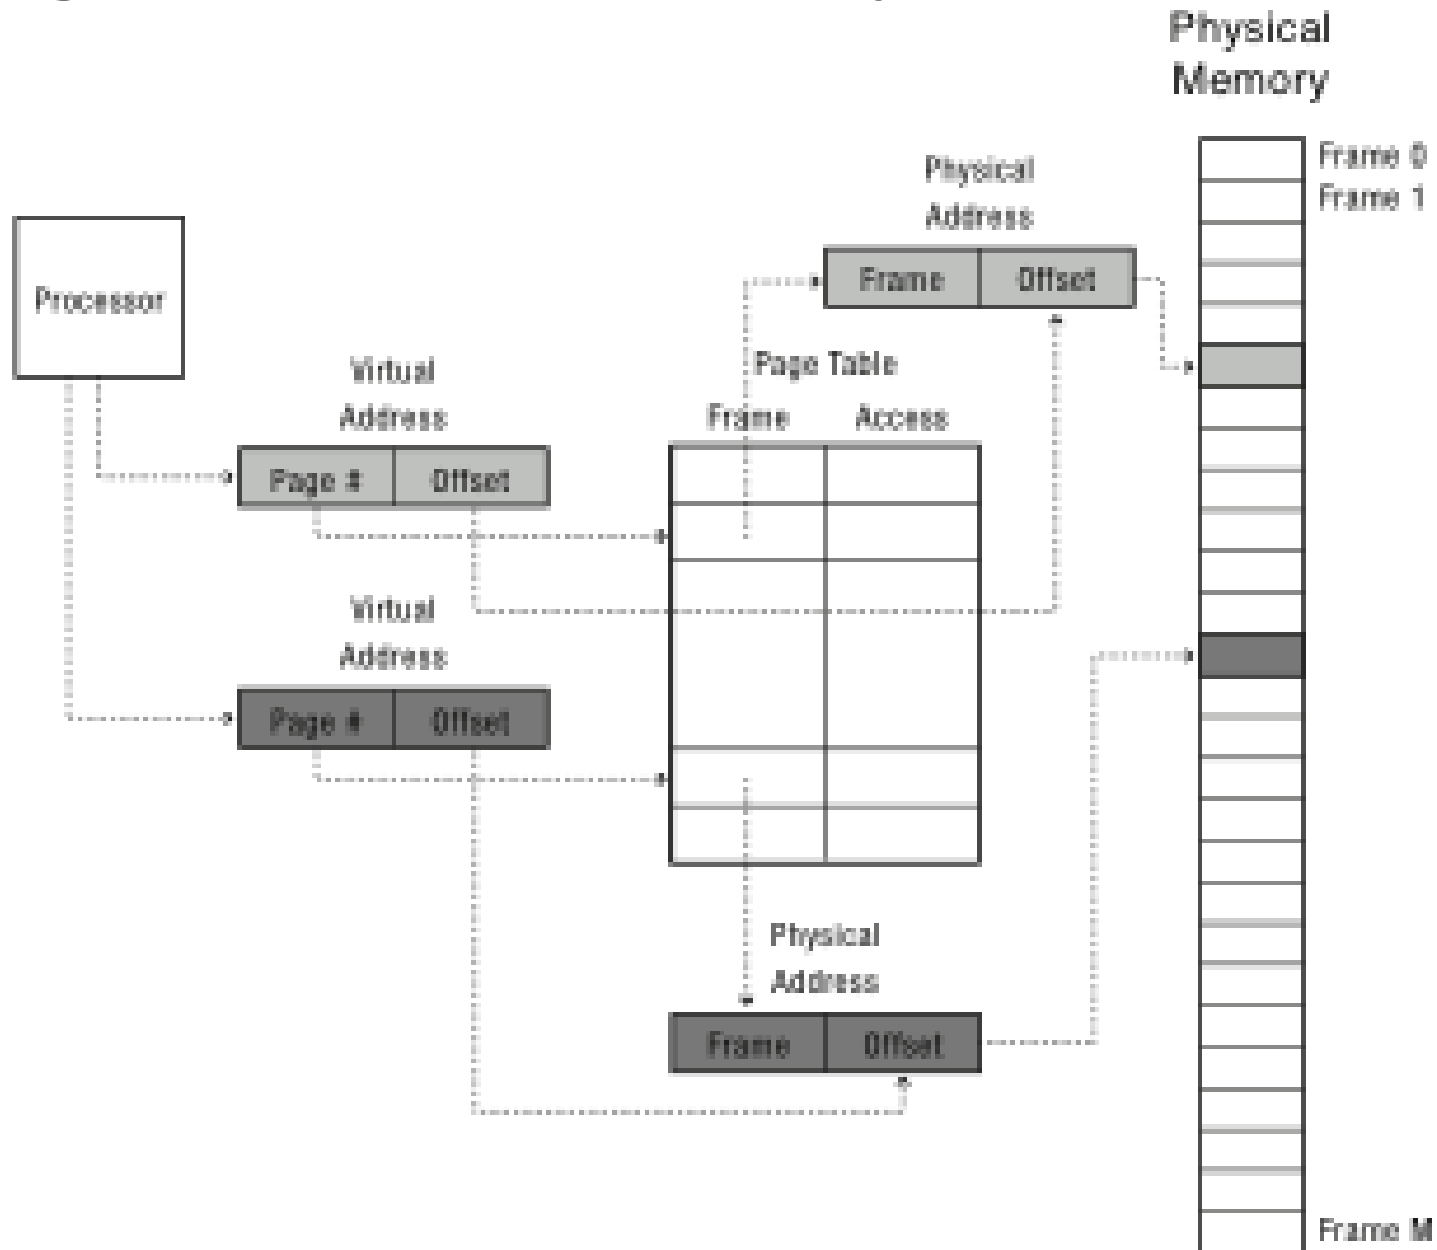 Physical
Memory
Frame 0
Frame 1
Physical
Address
Frame Offset
Processor
Virtual
Address
Page # Offset
Page Table
Frame Access
Virtual
Address
Page # Offset
Physical
Address
Frame Offset
Frame M